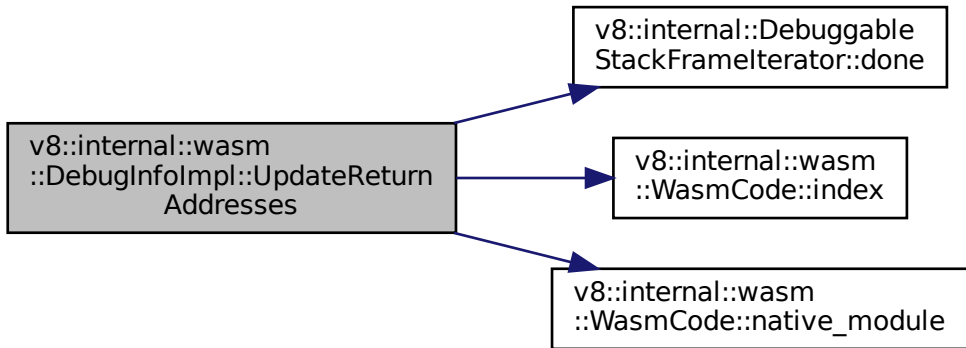 v8::internal::Debuggable
StackFrameIterator::done
v8::internal::wasm
::DebugInfoImpl::UpdateReturn
Addresses
v8::internal::wasm
::WasmCode::index
v8::internal::wasm
::WasmCode::native_module